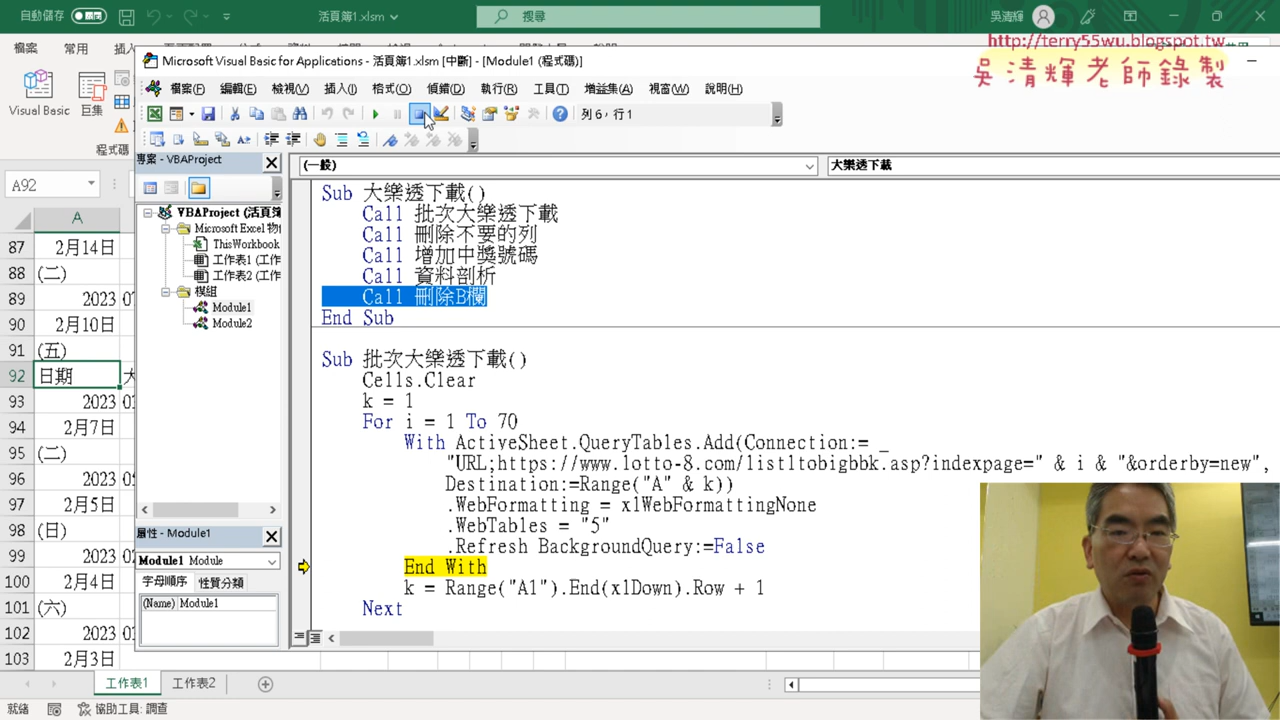 自動儲存
活頁簿1.xlsm
搜尋
吳清輝
http://terry55wu.blogspot.tw
吳清輝老師錄製
檔案
常用
Visual Basic
巨集
程式碼
Microsoft Visual Basic for Applications - 活頁簿1.xlsm [中斷] - [Module1 (程式碼)]
檔案(F) 編輯(E) 檢視(V) 插入(I) 格式(O) 偵錯(D) 執行(R) 工具(T) 增益集(A) 視窗(W) 說明(H)
列 6，行 1
專案 - VBAProject
(一般)
大樂透下載
VBAProject (活頁簿
Microsoft Excel 物件
ThisWorkbook
工作表1 (工作
工作表2 (工作
模組
Module1
Module2
屬性 - Module1
Module1 Module
字母順序 性質分類
(Name) Module1
Sub 大樂透下載()
Call 批次大樂透下載
Call 刪除不要的列
Call 增加中獎號碼
Call 資料剖析
Call 刪除B欄
End Sub
Sub 批次大樂透下載()
Cells.Clear
k = 1
For i = 1 To 70
With ActiveSheet.QueryTables.Add(Connection:= _
"URL;https://www.lotto-8.com/listltobigbbk.asp?indexpage=" & i & "&orderby=new",
Destination:=Range("A" & k))
.WebFormatting = xlWebFormattingNone
.WebTables = "5"
.Refresh BackgroundQuery:=False
End With
k = Range("A1").End(xlDown).Row + 1
Next
A92
A
87 2月14日
88 (二)
89 2023
90 2月10日
91 (五)
92 日期
93 2023
94 2月7日
95 (二)
96 2023
97 2月5日
98 (日)
99 2023
100 2月4日
101 (六)
102 2023
103 2月3日
工作表1 工作表2
就緒
協助工具: 調查